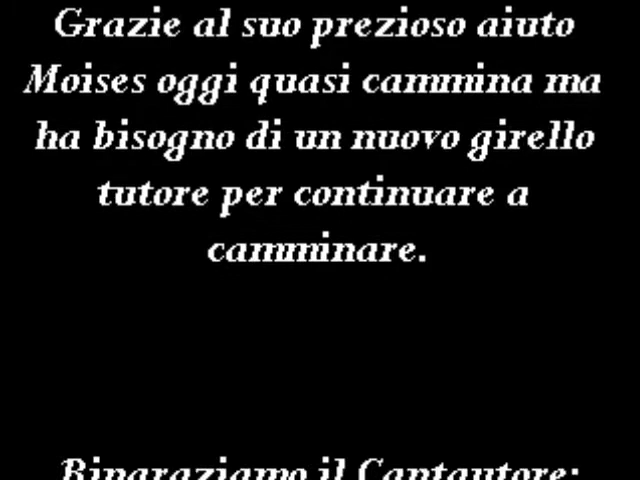 Grazie al suo prezioso aiuto
Moises oggi quasi cammina ma
ha bisogno di un nuovo girello
tutore per continuare a
camminare.
Ringraziamo il Cantautore: